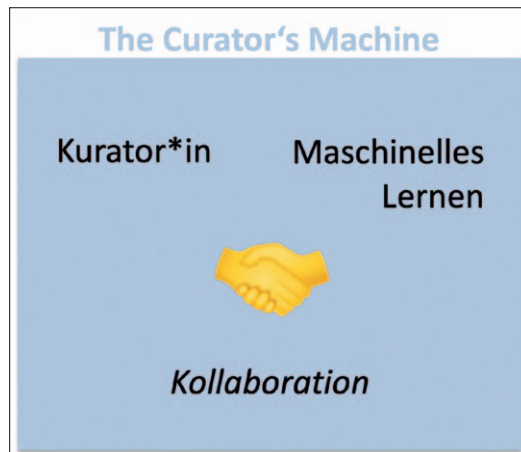 The Curator‘s Machine
Kurator*in
Maschinelles
Lernen
Kollaboration